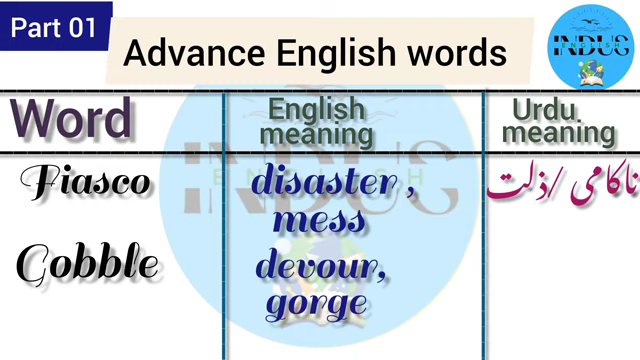 Part 01
Advance English words
INDUS
ENGLISH
Word
English
meaning
Urdu
meaning
Fiasco
disaster ,
mess
ناکامی /ذلت
Gobble
devour,
gorge